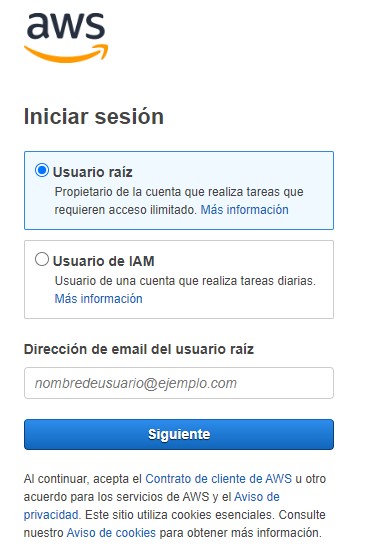 aws
Iniciar sesión
Usuario raíz
Propietario de la cuenta que realiza tareas que
requieren acceso ilimitado. Más información
Usuario de IAM
Usuario de una cuenta que realiza tareas diarias.
Más información
Dirección de email del usuario raíz
nombredeusuario@ejemplo.com
Siguiente
Al continuar, acepta el Contrato de cliente de AWS u otro
acuerdo para los servicios de AWS y el Aviso de
privacidad. Este sitio utiliza cookies esenciales. Consulte
nuestro Aviso de cookies para obtener más información.